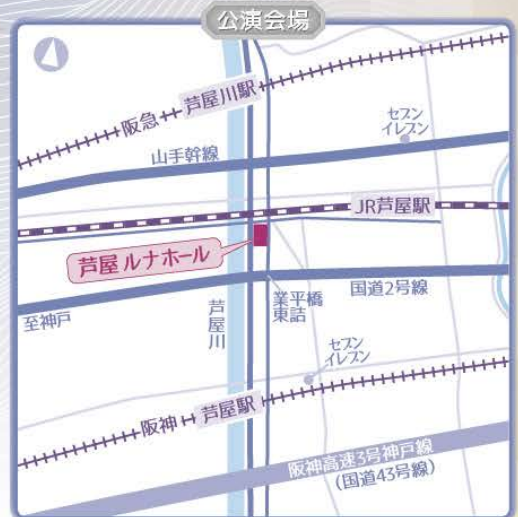 公演会場
阪急
芦屋川駅
セブン
イレブン
山手幹線
JR芦屋駅
芦屋 ルナホール
至神戸
芦屋川
業平橋
東詰
国道2号線
セブン
イレブン
阪神
芦屋駅
阪神高速3号神戸線
(国道43号線)